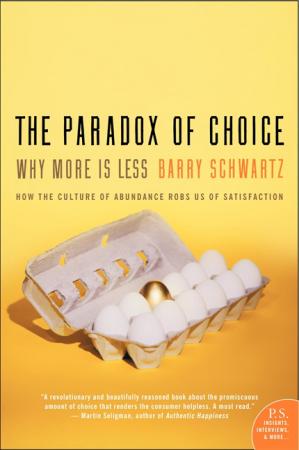 THE PARADOX OF CHOICE
WHY MORE IS LESS BARRY SCHWARTZ
HOW THE CULTURE OF ABUNDANCE ROBS US OF SATISFACTION
"A revolutionary and beautifully reasoned book about the promiscuous
amount of choice that renders the consumer helpless. A must read."
— Martin Seligman, author of Authentic Happiness
P.S.
INSIGHTS,
INTERVIEWS,
& MORE...